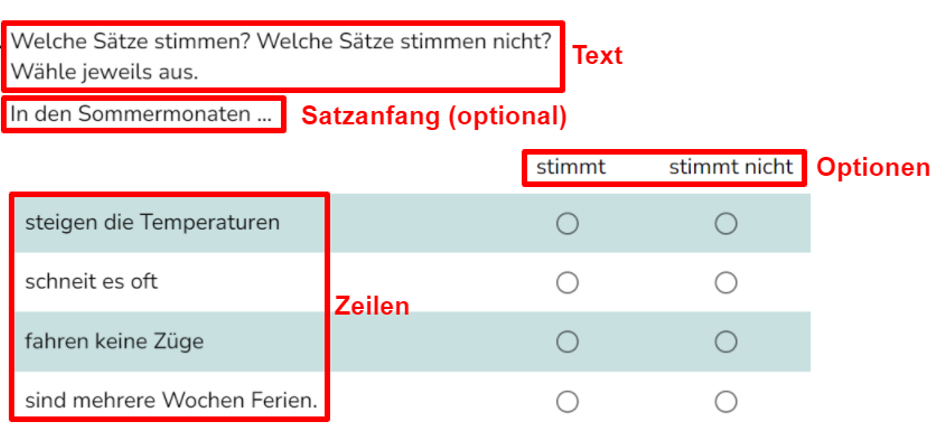 Welche Sätze stimmen? Welche Sätze stimmen nicht?
Wähle jeweils aus.
Text
In den Sommermonaten ...
Satzanfang (optional)
stimmt stimmt nicht
Optionen
steigen die Temperaturen
schneit es oft
Zeilen
fahren keine Züge
sind mehrere Wochen Ferien.